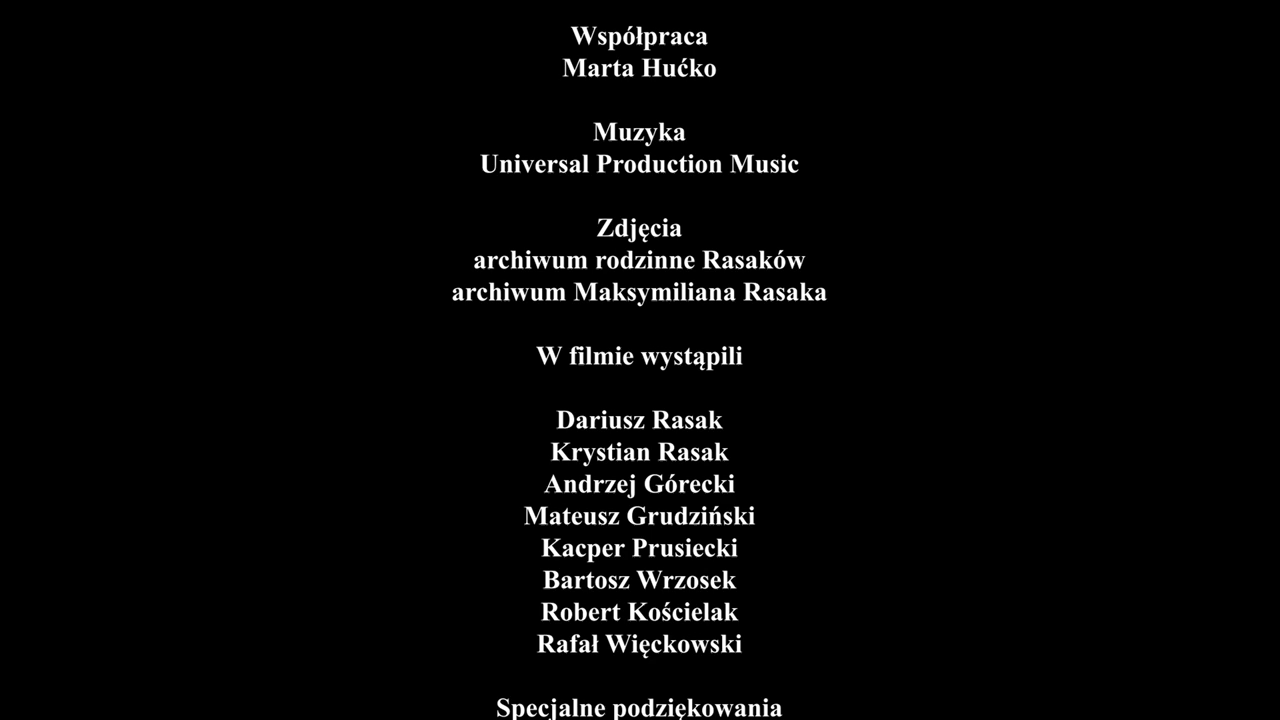 Współpraca
Marta Hućko
Muzyka
Universal Production Music
Zdjęcia
archiwum rodzinne Rasaków
archiwum Maksymiliana Rasaka
W filmie wystąpili
Dariusz Rasak
Krystian Rasak
Andrzej Górecki
Mateusz Grudziński
Kacper Prusiecki
Bartosz Wrzosek
Robert Kościelak
Rafał Więckowski
Specjalne podziękowania